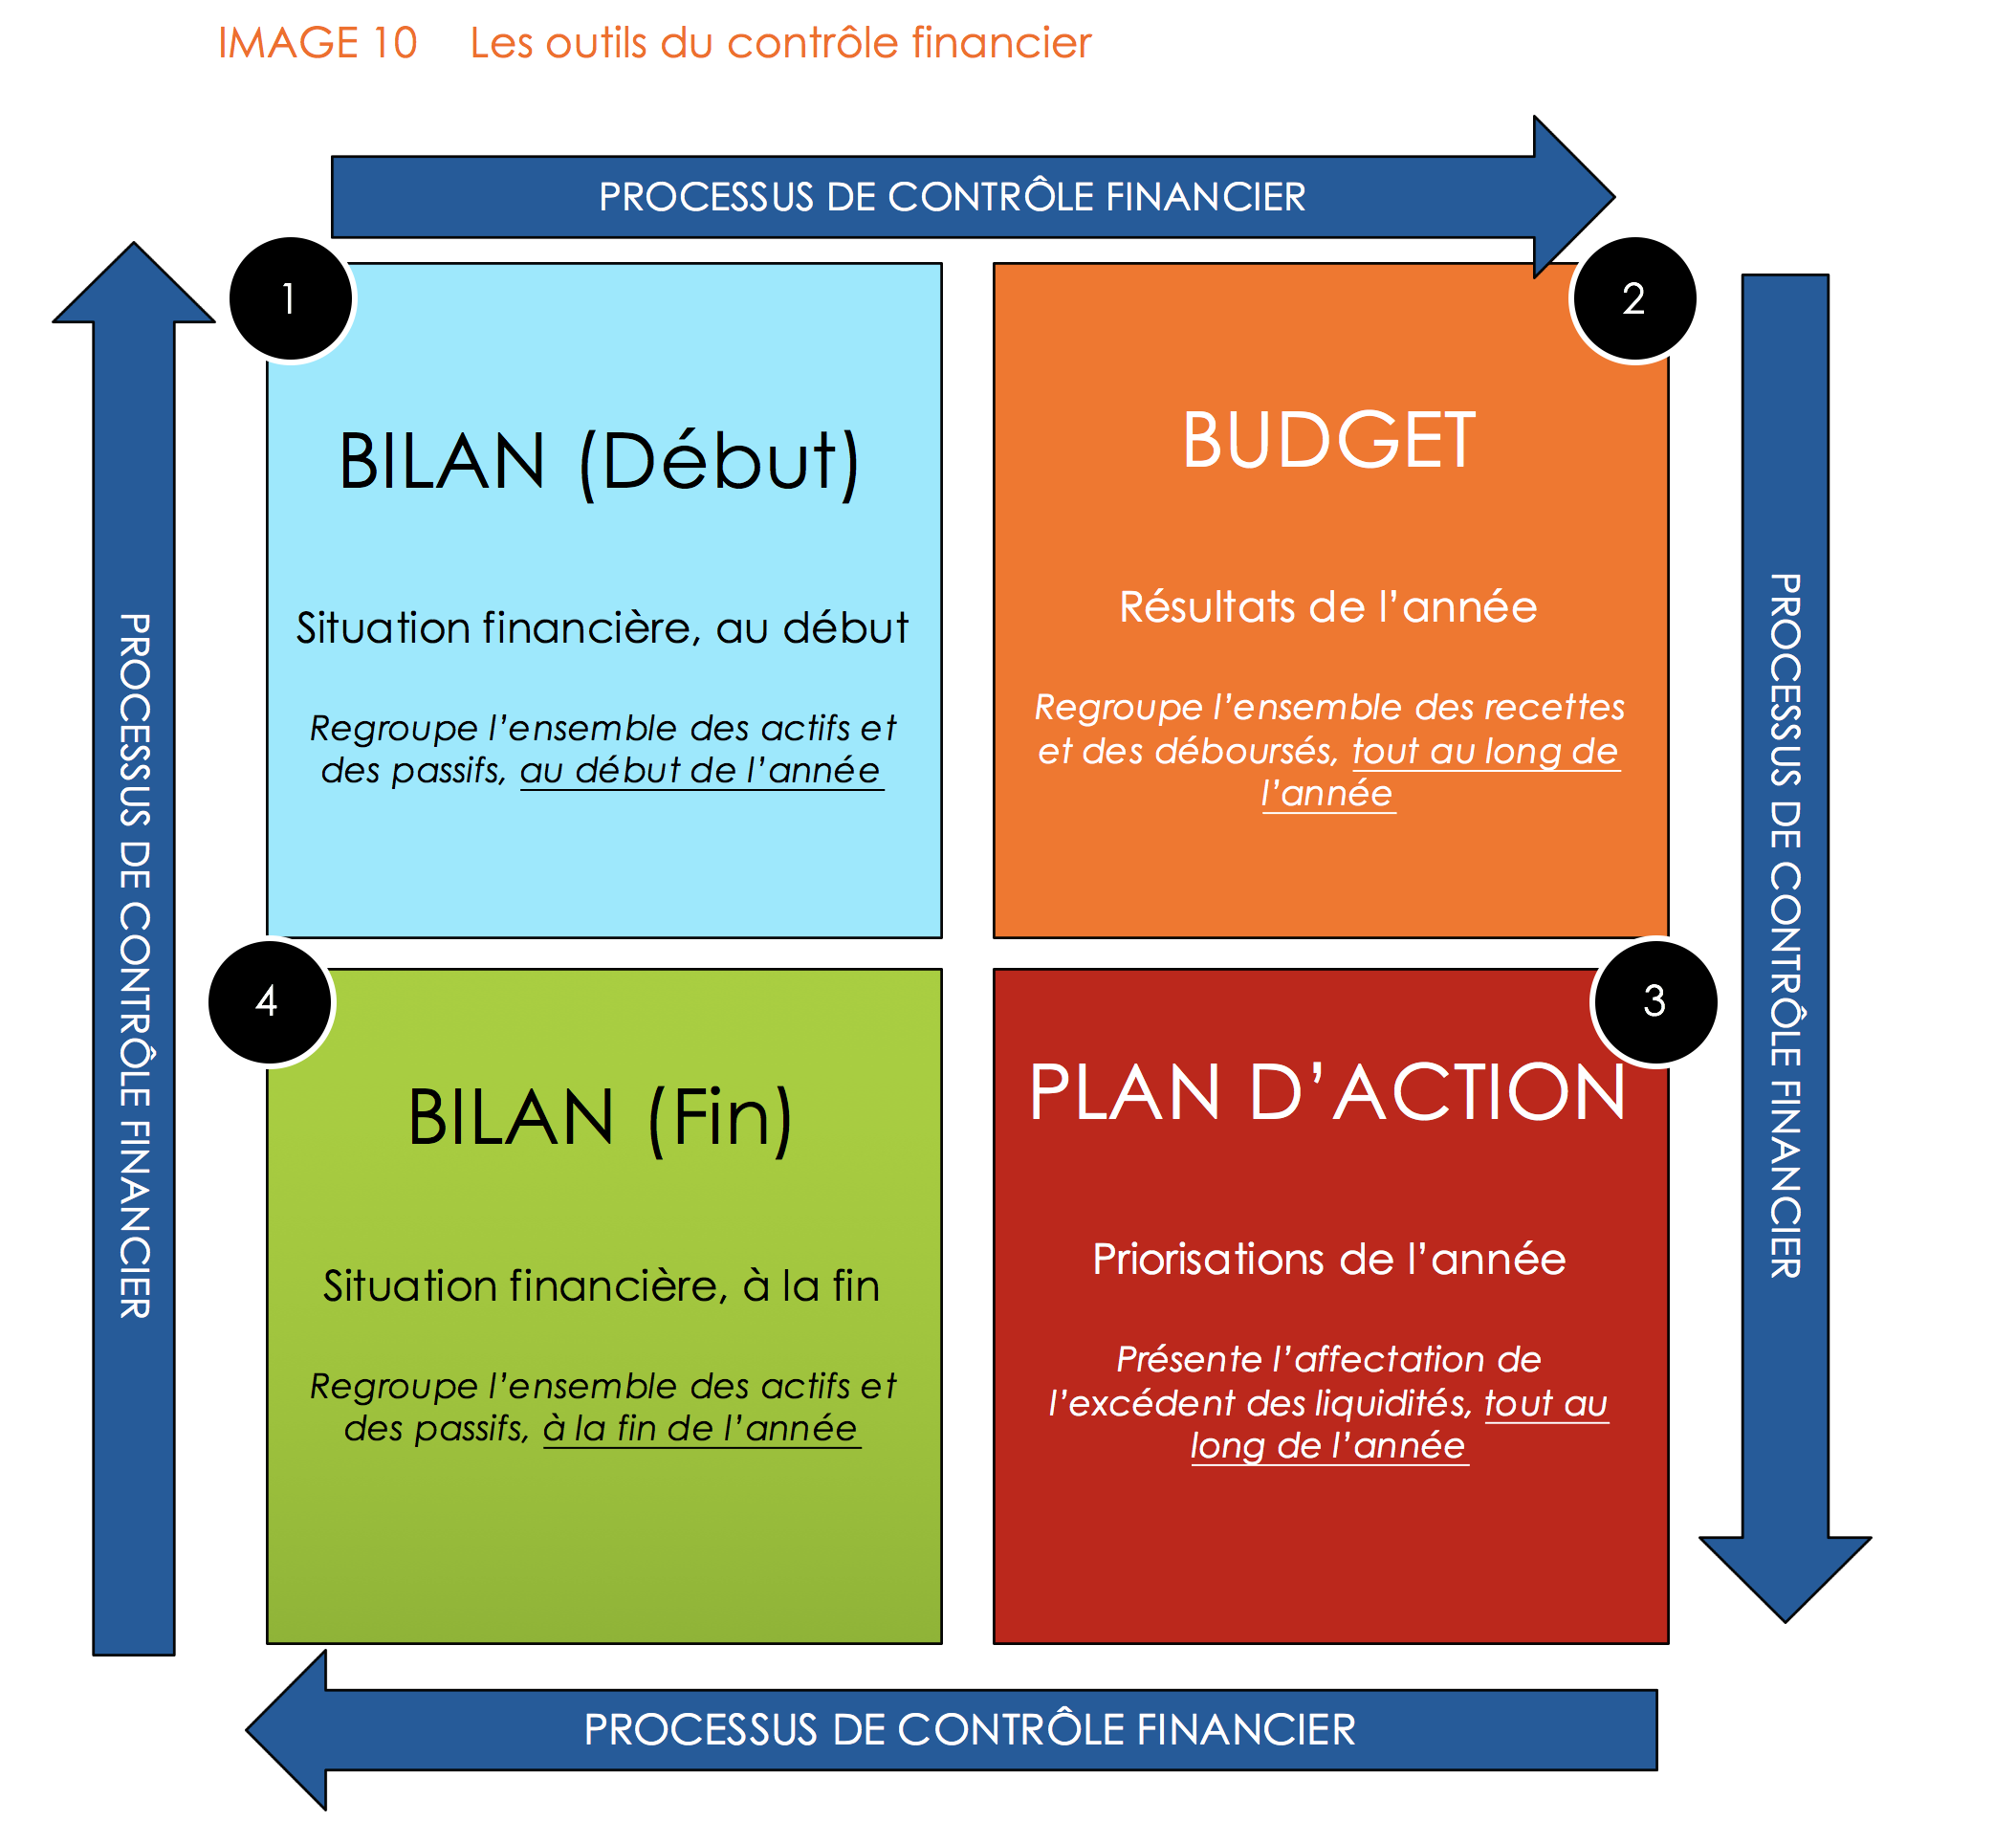 IMAGE 10 Les outils du contrôle financier
PROCESSUS DE CONTRÔLE FINANCIER
1
BILAN (Début)
Situation financière, au début
Regroupe l’ensemble des actifs et
des passifs, au début de l’année
2
BUDGET
Résultats de l’année
Regroupe l’ensemble des recettes
et des déboursés, tout au long de
l’année
PROCESSUS DE CONTRÔLE FINANCIER
3
PLAN D’ACTION
Priorisations de l’année
Présente l’affectation de
l’excédent des liquidités, tout au
long de l’année
4
BILAN (Fin)
Situation financière, à la fin
Regroupe l’ensemble des actifs et
des passifs, à la fin de l’année
PROCESSUS DE CONTRÔLE FINANCIER
PROCESSUS DE CONTRÔLE FINANCIER